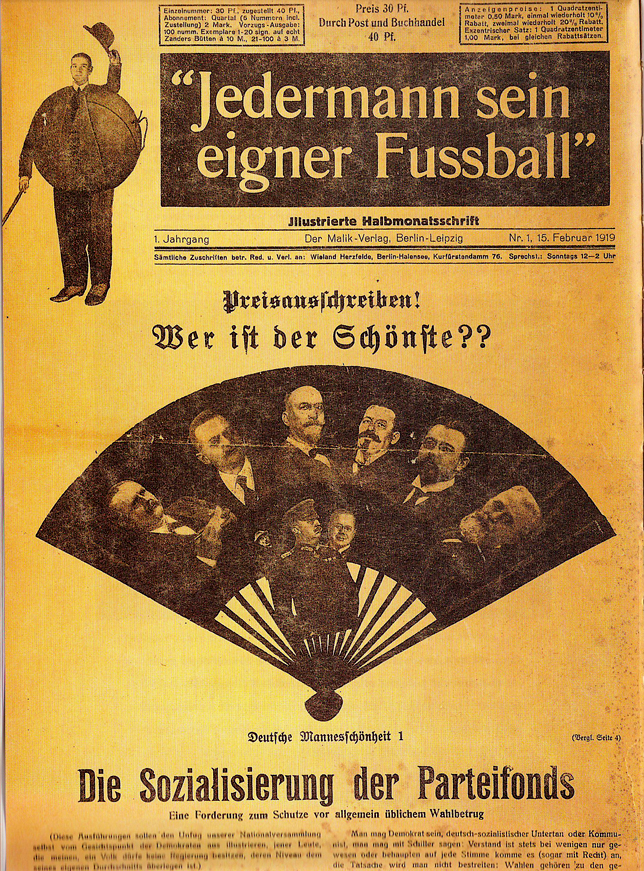 Einzelnummer: 30 Pf., zugestellt 40 Pf.,
Abonnement: Quartal (6 Nummern incl.
Zustellung) 2 Mark. Vorzugs-Ausgabe:
100 numm. Exemplare 1-20 sign. auf echt
Zanders Bütten à 10 M., 21-100 à 3 M.
Preis 30 Pf.
Durch Post und Buchhandel
40 Pf.
Anzeigenpreise: 1 Quadratzenti-
meter 0,50 Mark, einmal wiederholt 10%
Rabatt, zweimal wiederholt 20% Rabatt.
Exzentrischer Satz: 1 Quadratzentimeter
1,00 Mark, bei gleichen Rabattsätzen.
“Jedermann sein
eigner Fussball”
Jllustrierte Halbmonatsschrift
1. Jahrgang Der Malik-Verlag, Berlin-Leipzig Nr. 1, 15. Februar 1919
Sämtliche Zuschriften betr. Red. u. Verl. an: Wieland Herzfelde, Berlin-Halensee, Kurfürstendamm 76. Sprechst.: Sonntags 12—2 Uhr
Preisausschreiben!
Wer ist der Schönste??
Deutsche Mannesschönheit 1
(Vergl. Seite 4)
Die Sozialisierung der Parteifonds
Eine Forderung zum Schutze vor allgemein üblichem Wahlbetrug
(Diese Ausführungen sollen den Unfug unserer Nationalversammlung
selbst vom Gesichtspunkt der Demokraten aus illustrieren, jener Leute,
die meinen, ein Volk dürfe keine Regierung besitzen, deren Niveau dem
seines eigenen Durchschnitts überlegen ist.)
Man mag Demokrat sein, deutsch-sozialistischer Untertan oder Kommu-
nist, man mag mit Schiller sagen: Verstand ist stets bei wenigen nur ge-
wesen oder behaupten auf jede Stimme komme es (sogar mit Recht) an,
die Tatsache wird man nicht bestreiten: Wahlen gehören zu den ge-